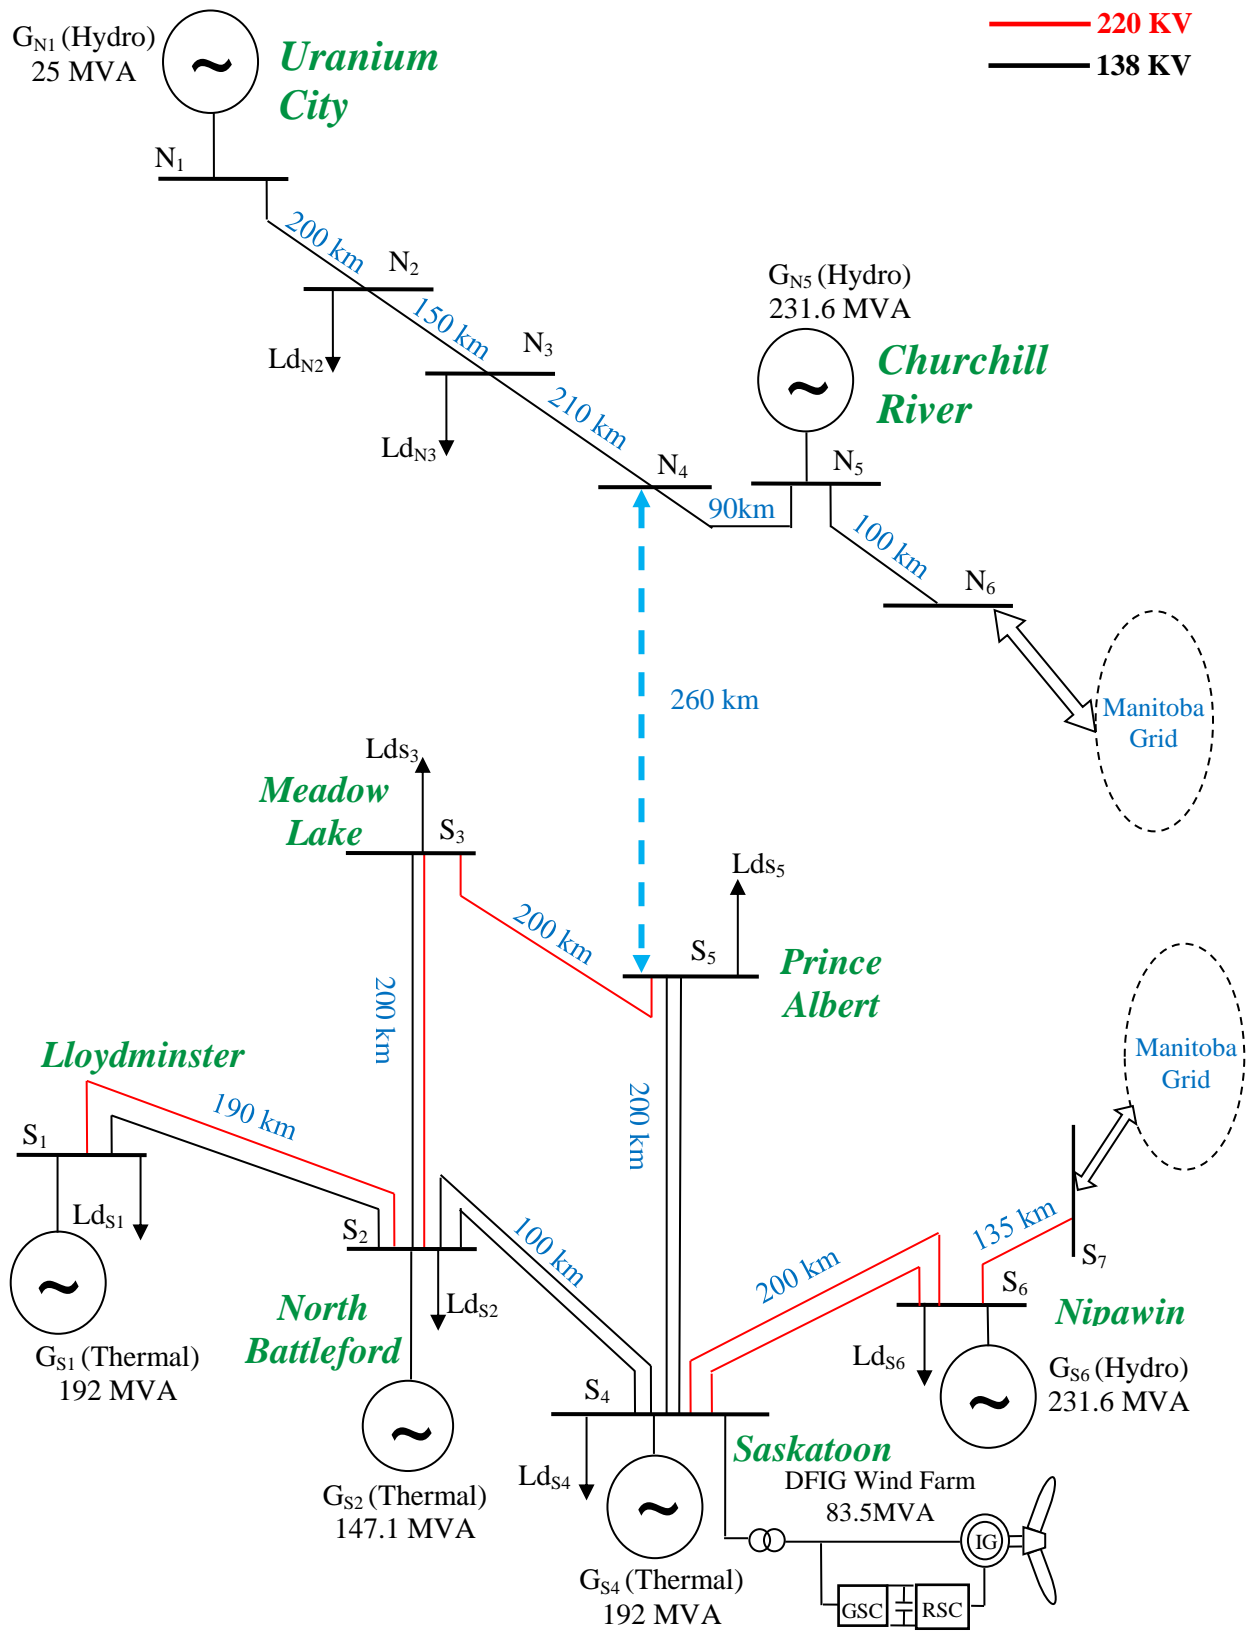 220 KV
138 KV
G_N1 (Hydro)
25 MVA
Uranium
City
N1
200 km
N2
Ld_N2
150 km
N3
Ld_N3
210 km
N4
G_N5 (Hydro)
231.6 MVA
Churchill
River
N5
90km
100 km
N6
Manitoba
Grid
260 km
Lds3
Meadow
Lake
S3
200 km
Lds5
S5
Prince
Albert
200 km
Lloydminster
190 km
S1
Ld_S1
G_S1 (Thermal)
192 MVA
S2
North
Battleford
Ld_S2
G_S2 (Thermal)
147.1 MVA
100 km
200 km
S4
Saskatoon
Ld_S4
G_S4 (Thermal)
192 MVA
200 km
135 km
S7
Manitoba
Grid
S6
Nipawin
Ld_S6
G_S6 (Hydro)
231.6 MVA
DFIG Wind Farm
83.5MVA
IG
GSC
RSC